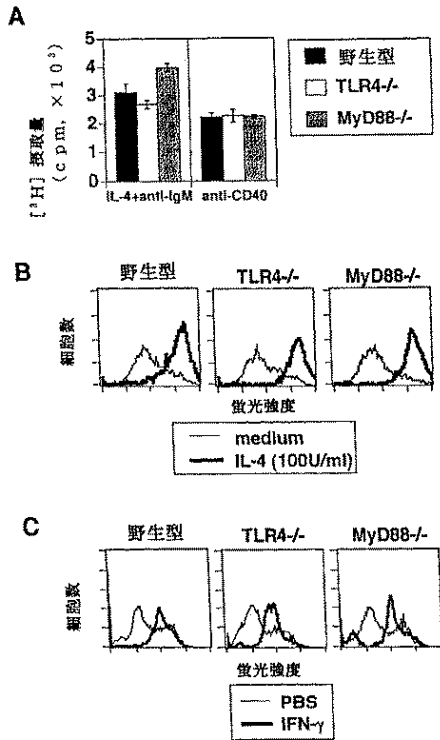 A
[³H] 摂取量
(cpm, ×10³)
5
4
3
2
1
0
IL-4+anti-IgM
anti-CD40
野生型
TLR4-/-
MyD88-/-
B
野生型
TLR4-/-
MyD88-/-
細胞数
蛍光強度
medium
IL-4 (100U/ml)
C
野生型
TLR4-/-
MyD88-/-
細胞数
蛍光強度
PBS
IFN-γ